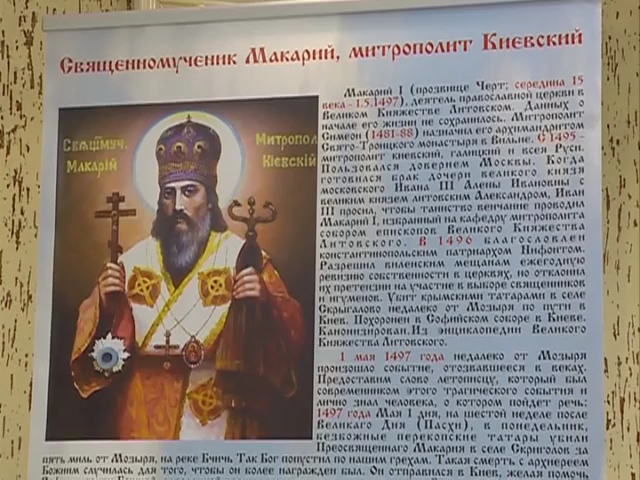 Священномученик Макарий, митрополит Киевский
Свящмуч. Митропол
Макарій Кіевскій
Макарий I (прозвище Черт; середина 15
века - 1.5.1497), деятель православной церкви в
Великом Княжестве Литовском. Данных о
начале его жизни не сохранилось. Митрополит
Симеон (1481-88) назначил его архимандритом
Свято-Троицкого монастыря в Вильне. С 1495 -
митрополит киевский, галицкий и всея Руси.
Пользовался доверием Москвы. Когда
готовился брак дочери великого князя
московского Ивана III Алены Ивановны с
великим князем литовским Александром, Иван
III просил, чтобы таинство венчание проводил
Макарий I, избранный на кафедру митрополита
собором епископов Великого Княжества
Литовского. В 1496 благословлен
константинопольским патриархом Нифонтом.
Разрешил виленским мещанам ежегодную
ревизию собственности в церквях, но отклонил
их претензии на участие в выборе священников
и игуменов. Убит крымскими татарами в селе
Скрыгалово недалеко от Мозыря по пути в
Киев. Похоронен в Софийском соборе в Киеве.
Канонизирован. Из энциклопедии Великого
Княжества Литовского.
1 мая 1497 года недалеко от Мозыря
произошло событие, отозвавшееся в веках.
Предоставим слово летописцу, который был
современником этого трагического события и
лично знал человека, о котором пойдет речь:
1497 года Мая 1 дня, на шестой неделе после
Великаго Дня (Пасхи), в понедельник,
безбожные перекопские татары убили
Преосвященнаго Макария в селе Скриголов за
пять миль от Мозыря, на реке Бчичь. Так Бог попустил по нашим грехам. Такая смерть с архиереем
Божиим случилась для того, чтобы он более награжден был. Он отправился в Киев, желая помочь